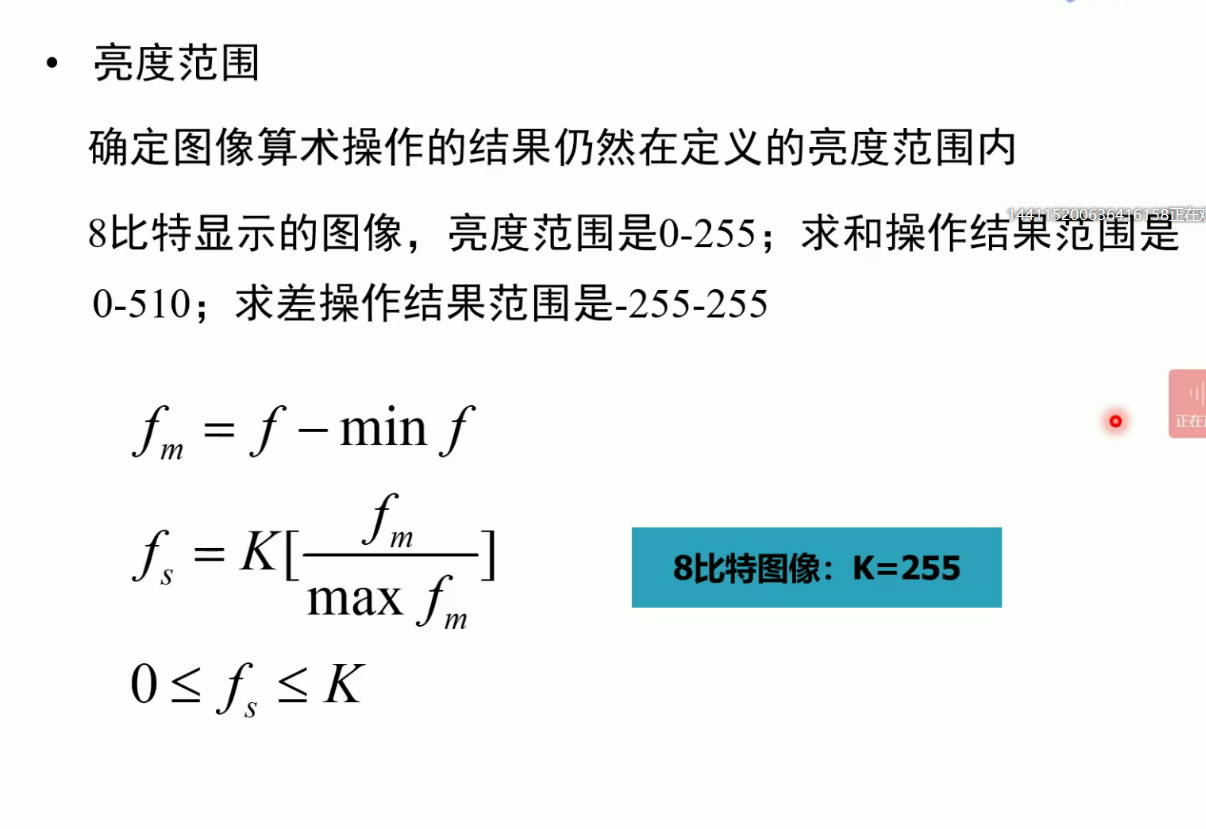 • 亮度范围
确定图像算术操作的结果仍然在定义的亮度范围内
144115200636416158正在
8比特显示的图像，亮度范围是0-255；求和操作结果范围是
0-510；求差操作结果范围是-255-255
正在
f_m = f − min f
f_s = K[f_m / max f_m]
8比特图像：K=255
0 ≤ f_s ≤ K